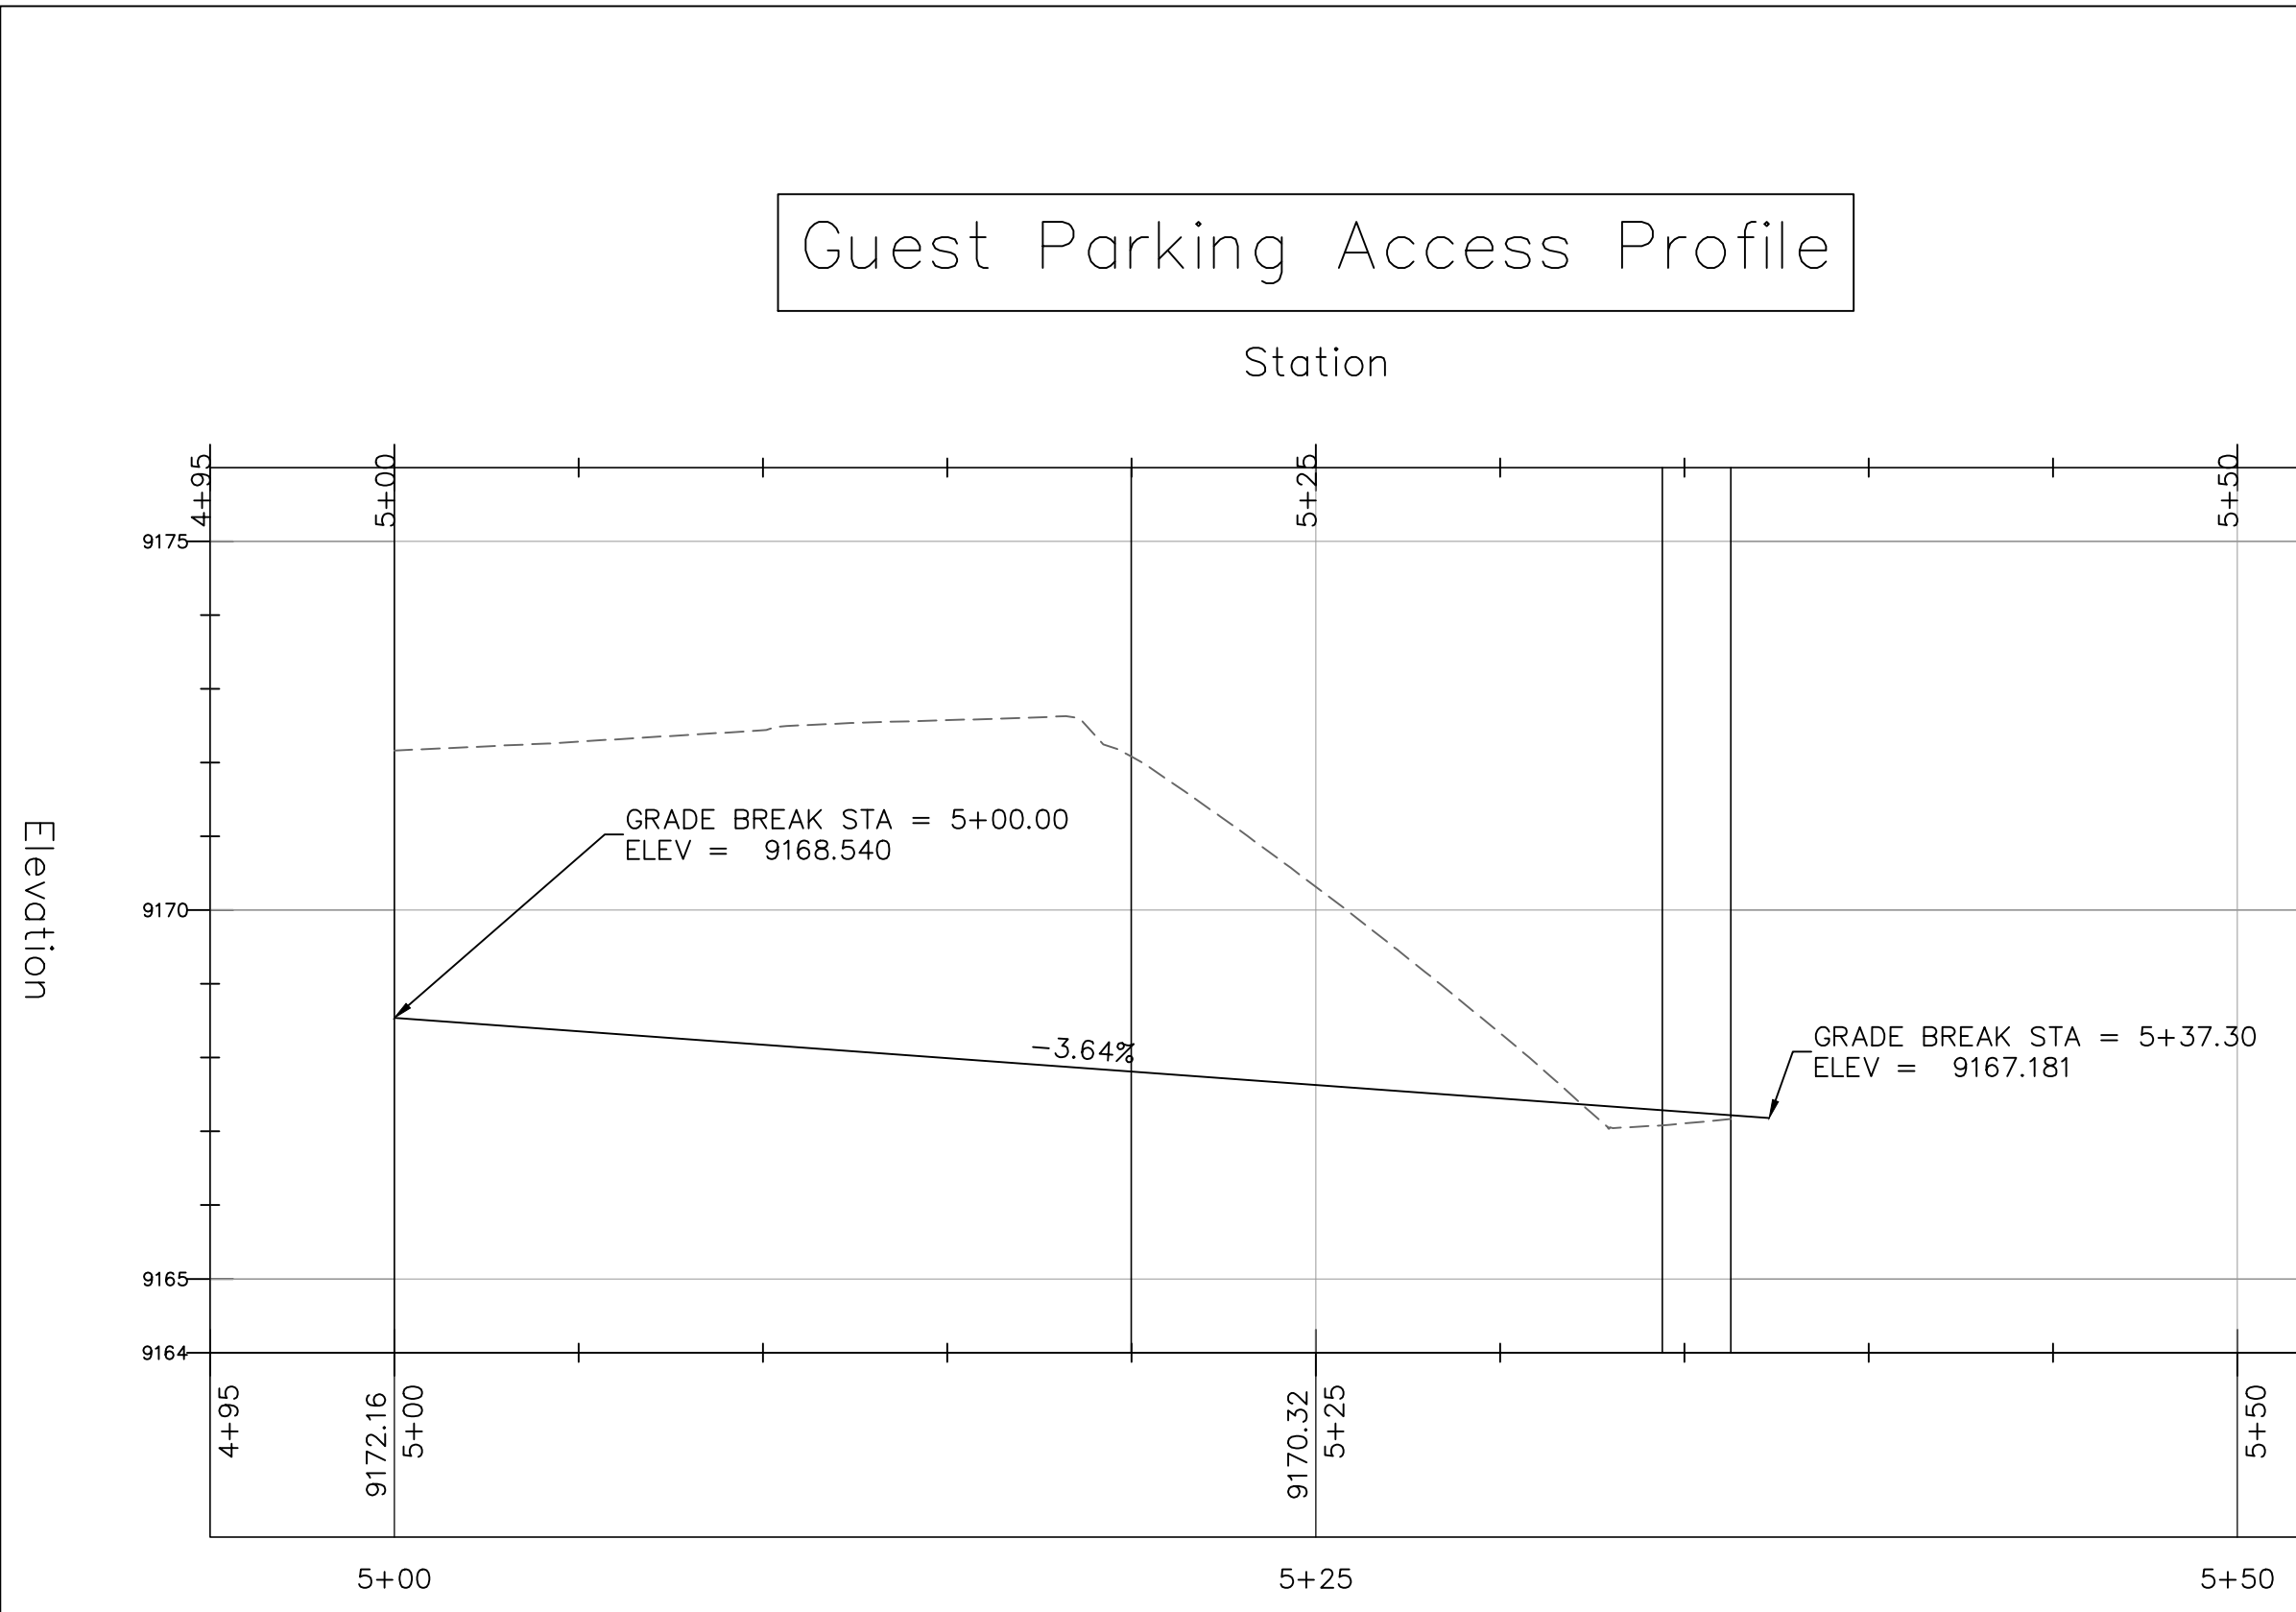 Guest Parking Access Profile
Station
4+95
5+00
5+25
5+50
9175
GRADE BREAK STA = 5+00.00
ELEV = 9168.540
9170
Elevation
-3.64%
GRADE BREAK STA = 5+37.30
ELEV = 9167.181
9165
9164
4+95
9172.16
5+00
9170.32
5+25
5+50
5+00
5+25
5+50